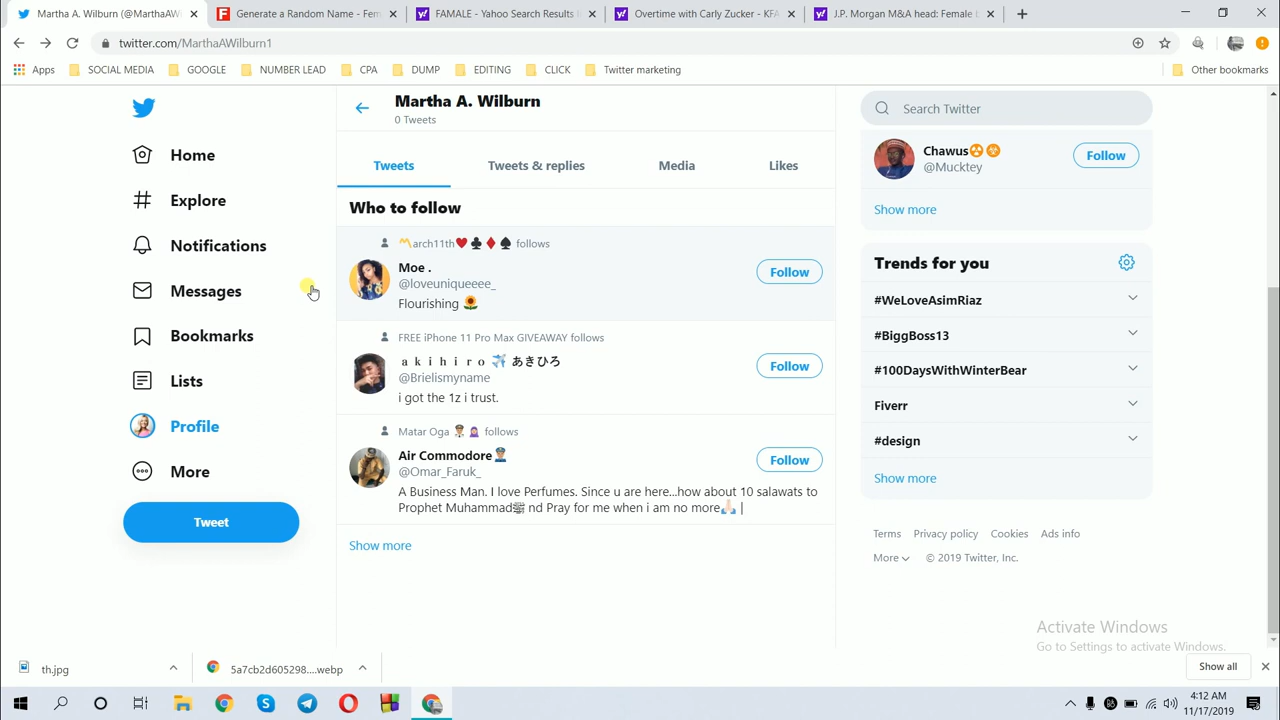 Martha A. Wilburn (@MarthaAWi
Generate a Random Name - Fem
FAMALE - Yahoo Search Results I
Overtime with Carly Zucker - KFA
J.P. Morgan M&A head: Female L
twitter.com/MarthaAWilburn1
Apps
SOCIAL MEDIA
GOOGLE
NUMBER LEAD
CPA
DUMP
EDITING
CLICK
Twitter marketing
Other bookmarks
Home
Explore
Notifications
Messages
Bookmarks
Lists
Profile
More
Tweet
Martha A. Wilburn
0 Tweets
Tweets
Tweets & replies
Media
Likes
Who to follow
〽️arch11th♥️♣️♦️♠️ follows
Moe .
@loveuniqueeee_
Flourishing 🌻
Follow
FREE iPhone 11 Pro Max GIVEAWAY follows
a k i h i r o ✈️ あきひろ
@Brielismyname
i got the 1z i trust.
Follow
Matar Oga follows
Air Commodore
@Omar_Faruk_
A Business Man. I love Perfumes. Since u are here...how about 10 salawats to
Prophet Muhammadﷺ nd Pray for me when i am no more🙏🏻 |
Follow
Show more
Search Twitter
Chawus☢️☣️
@Mucktey
Follow
Show more
Trends for you
#WeLoveAsimRiaz
#BiggBoss13
#100DaysWithWinterBear
Fiverr
#design
Show more
Terms Privacy policy Cookies Ads info
More © 2019 Twitter, Inc.
Activate Windows
Go to Settings to activate Windows.
th.jpg
5a7cb2d605298....webp
Show all
4:12 AM
11/17/2019